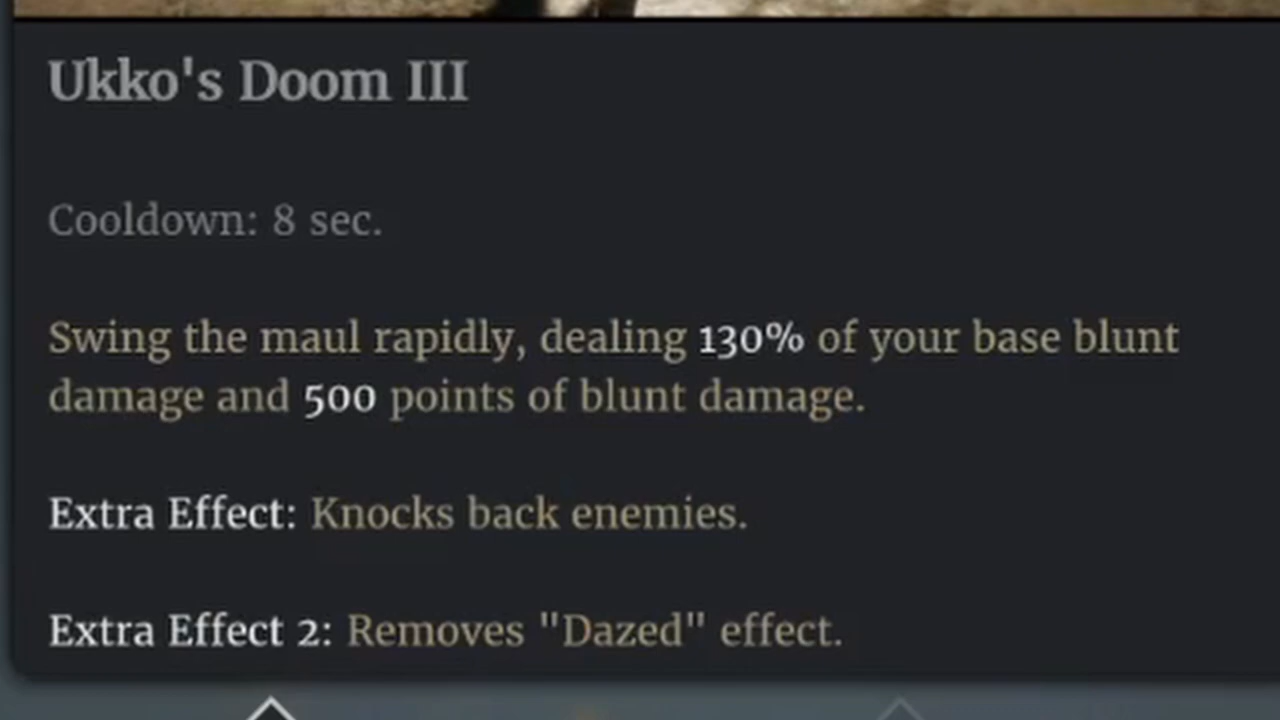 Ukko's Doom III
Cooldown: 8 sec.
Swing the maul rapidly, dealing 130% of your base blunt
damage and 500 points of blunt damage.
Extra Effect: Knocks back enemies.
Extra Effect 2: Removes "Dazed" effect.